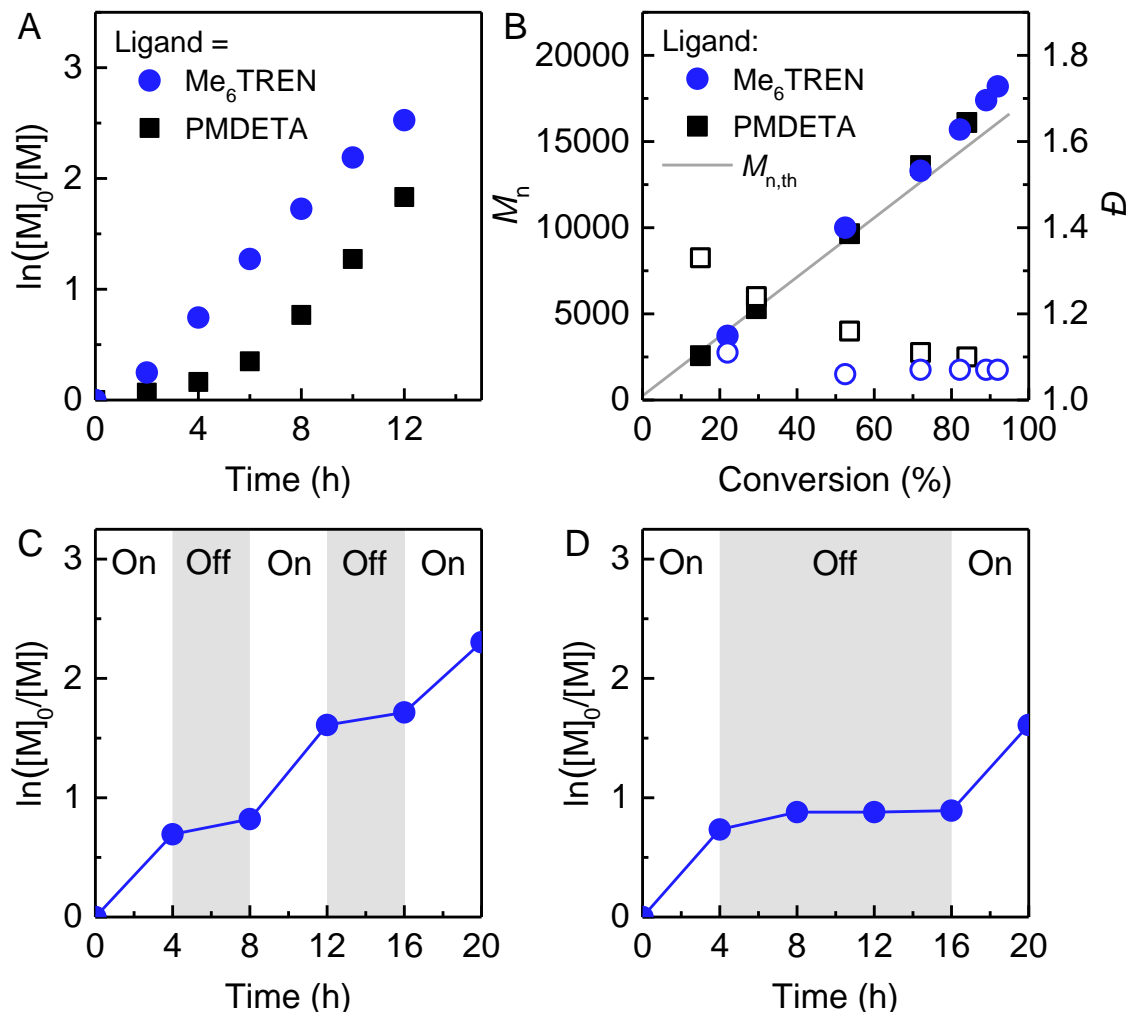 A
Ligand =
Me6TREN
PMDETA
ln([M]0/[M])
3
2
1
0
0 4 8 12
Time (h)
B
Ligand:
Me6TREN
PMDETA
Mn,th
Mn
20000
15000
10000
5000
0
0 20 40 60 80 100
Conversion (%)
1.8
1.6
1.4
1.2
1.0
Đ
C
On Off On Off On
ln([M]0/[M])
3
2
1
0
0 4 8 12 16 20
Time (h)
D
On Off On
ln([M]0/[M])
3
2
1
0
0 4 8 12 16 20
Time (h)